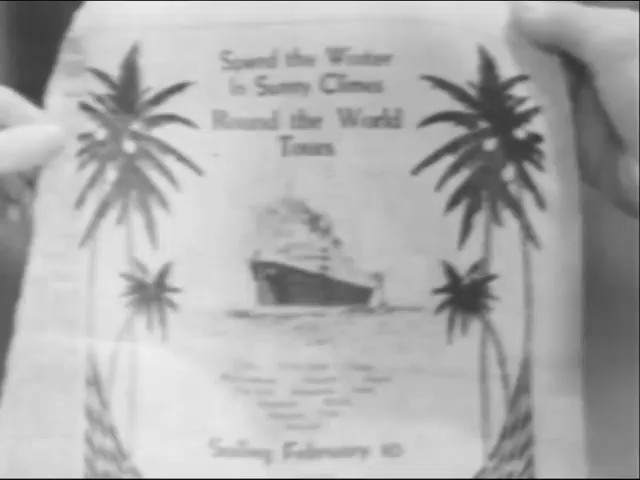 Spend the Winter
In Sunny Climes
Round the World
Tours
Sailing February 10